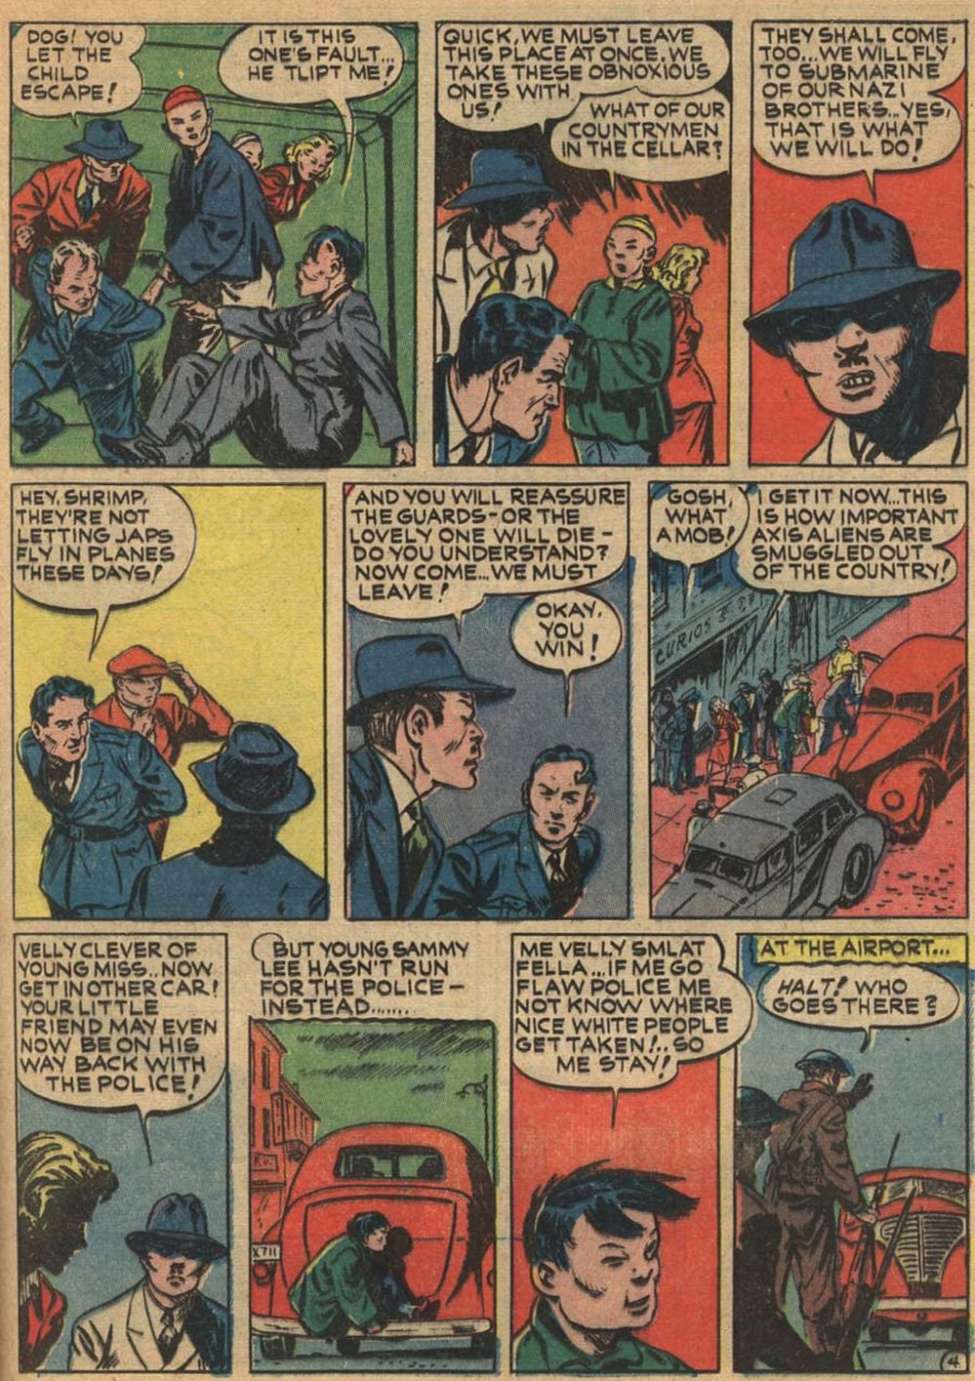 DOG! YOU
LET THE
CHILD
ESCAPE!
IT IS THIS
ONE'S FAULT...
HE TLIPT ME!
QUICK, WE MUST LEAVE
THIS PLACE AT ONCE. WE
TAKE THESE OBNOXIOUS
ONES WITH
US!
WHAT OF OUR
COUNTRYMEN
IN THE CELLAR?
THEY SHALL COME,
TOO... WE WILL FLY
TO SUBMARINE
OF OUR NAZI
BROTHERS... YES,
THAT IS WHAT
WE WILL DO!
HEY, SHRIMP,
THEY'RE NOT
LETTING JAPS
FLY IN PLANES
THESE DAYS!
AND YOU WILL REASSURE
THE GUARDS - OR THE
LOVELY ONE WILL DIE -
DO YOU UNDERSTAND?
NOW COME... WE MUST
LEAVE!
OKAY,
YOU
WIN!
GOSH,
WHAT
A MOB!
I GET IT NOW... THIS
IS HOW IMPORTANT
AXIS ALIENS ARE
SMUGGLED OUT
OF THE COUNTRY!
CURIOS
VELLY CLEVER OF
YOUNG MISS.. NOW
GET IN OTHER CAR!
YOUR LITTLE
FRIEND MAY EVEN
NOW BE ON HIS
WAY BACK WITH
THE POLICE!
BUT YOUNG SAMMY
LEE HASN'T RUN
FOR THE POLICE -
INSTEAD......
X711
ME VELLY SMLAT
FELLA... IF ME GO
FLAW POLICE ME
NOT KNOW WHERE
NICE WHITE PEOPLE
GET TAKEN!.. SO
ME STAY!
AT THE AIRPORT...
HALT! WHO
GOES THERE?
4